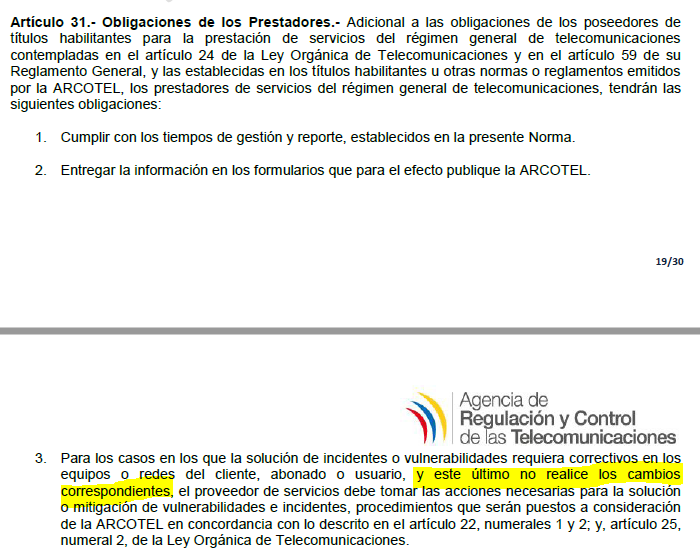 Artículo 31.- Obligaciones de los Prestadores.- Adicional a las obligaciones de los poseedores de
títulos habilitantes para la prestación de servicios del régimen general de telecomunicaciones
contempladas en el artículo 24 de la Ley Orgánica de Telecomunicaciones y en el artículo 59 de su
Reglamento General, y las establecidas en los títulos habilitantes u otras normas o reglamentos emitidos
por la ARCOTEL, los prestadores de servicios del régimen general de telecomunicaciones, tendrán las
siguientes obligaciones:
1. Cumplir con los tiempos de gestión y reporte, establecidos en la presente Norma.
2. Entregar la información en los formularios que para el efecto publique la ARCOTEL.
19/30
Agencia de
Regulación y Control
de las Telecomunicaciones
3. Para los casos en los que la solución de incidentes o vulnerabilidades requiera correctivos en los
equipos o redes del cliente, abonado o usuario, y este último no realice los cambios
correspondientes, el proveedor de servicios debe tomar las acciones necesarias para la solución
o mitigación de vulnerabilidades e incidentes, procedimientos que serán puestos a consideración
de la ARCOTEL en concordancia con lo descrito en el artículo 22, numerales 1 y 2; y, artículo 25,
numeral 2, de la Ley Orgánica de Telecomunicaciones.